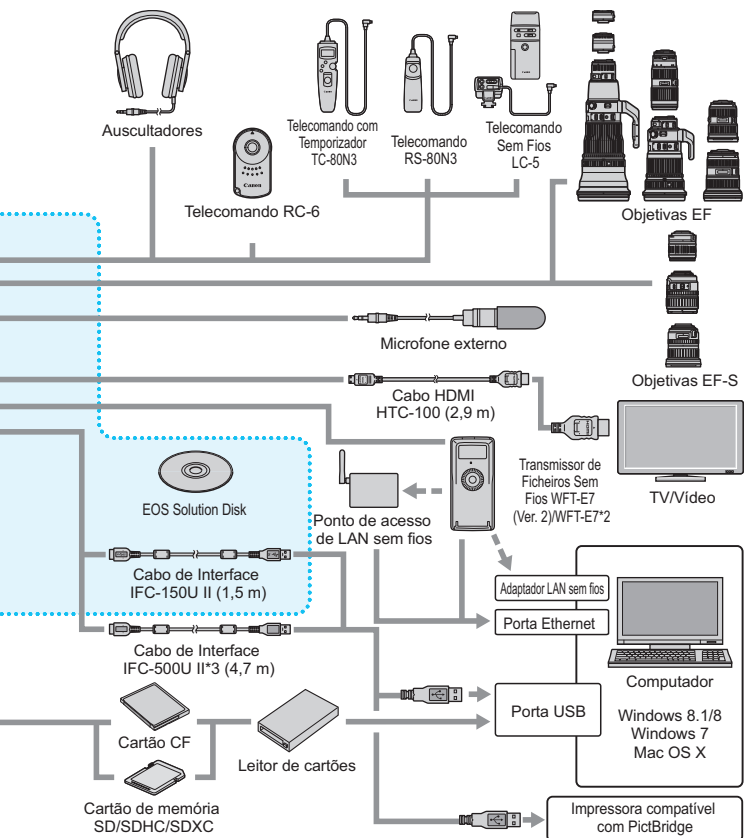 Auscultadores
Telecomando com
Temporizador
TC-80N3
Telecomando
RS-80N3
Telecomando
Sem Fios
LC-5
Canon
Telecomando RC-6
Objetivas EF
Microfone externo
Objetivas EF-S
Cabo HDMI
HTC-100 (2,9 m)
TV/Vídeo
EOS Solution Disk
Ponto de acesso
de LAN sem fios
Transmissor de
Ficheiros Sem
Fios WFT-E7
(Ver. 2)/WFT-E7*2
Cabo de Interface
IFC-150U II (1,5 m)
Adaptador LAN sem fios
Porta Ethernet
Cabo de Interface
IFC-500U II*3 (4,7 m)
Computador
Windows 8.1/8
Windows 7
Mac OS X
Porta USB
Cartão CF
Leitor de cartões
Cartão de memória
SD/SDHC/SDXC
Impressora compatível
com PictBridge